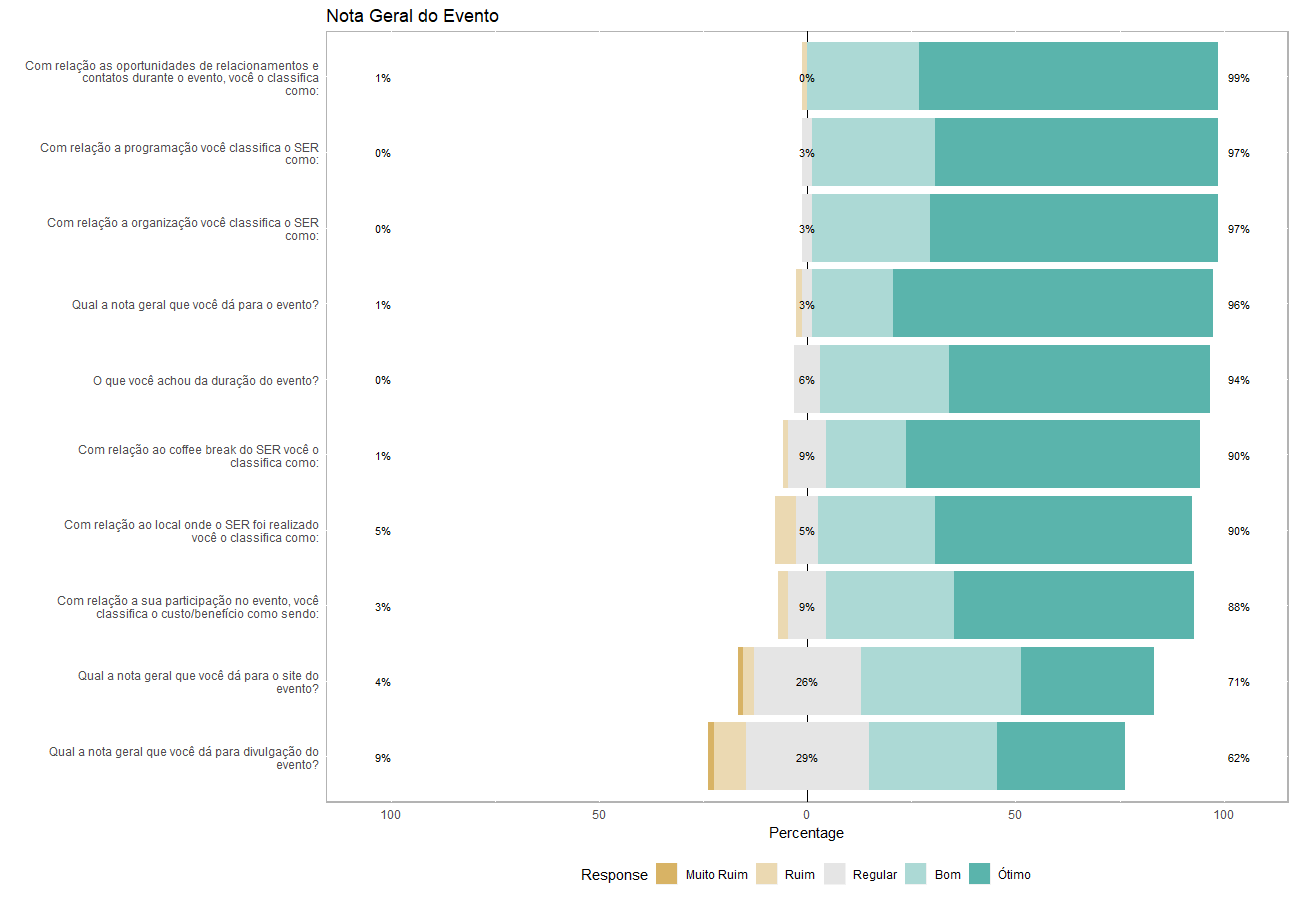 Nota Geral do Evento
Com relação as oportunidades de relacionamentos e
contatos durante o evento, você o classifica
como:
1%
0%
99%
Com relação a programação você classifica o SER
como:
0%
3%
97%
Com relação a organização você classifica o SER
como:
0%
3%
97%
Qual a nota geral que você dá para o evento?
1%
3%
96%
O que você achou da duração do evento?
0%
6%
94%
Com relação ao coffee break do SER você o
classifica como:
1%
9%
90%
Com relação ao local onde o SER foi realizado
você o classifica como:
5%
5%
90%
Com relação a sua participação no evento, você
classifica o custo/benefício como sendo:
3%
9%
88%
Qual a nota geral que você dá para o site do
evento?
4%
26%
71%
Qual a nota geral que você dá para divulgação do
evento?
9%
29%
62%
100
50
0
50
100
Percentage
Response
Muito Ruim
Ruim
Regular
Bom
Ótimo